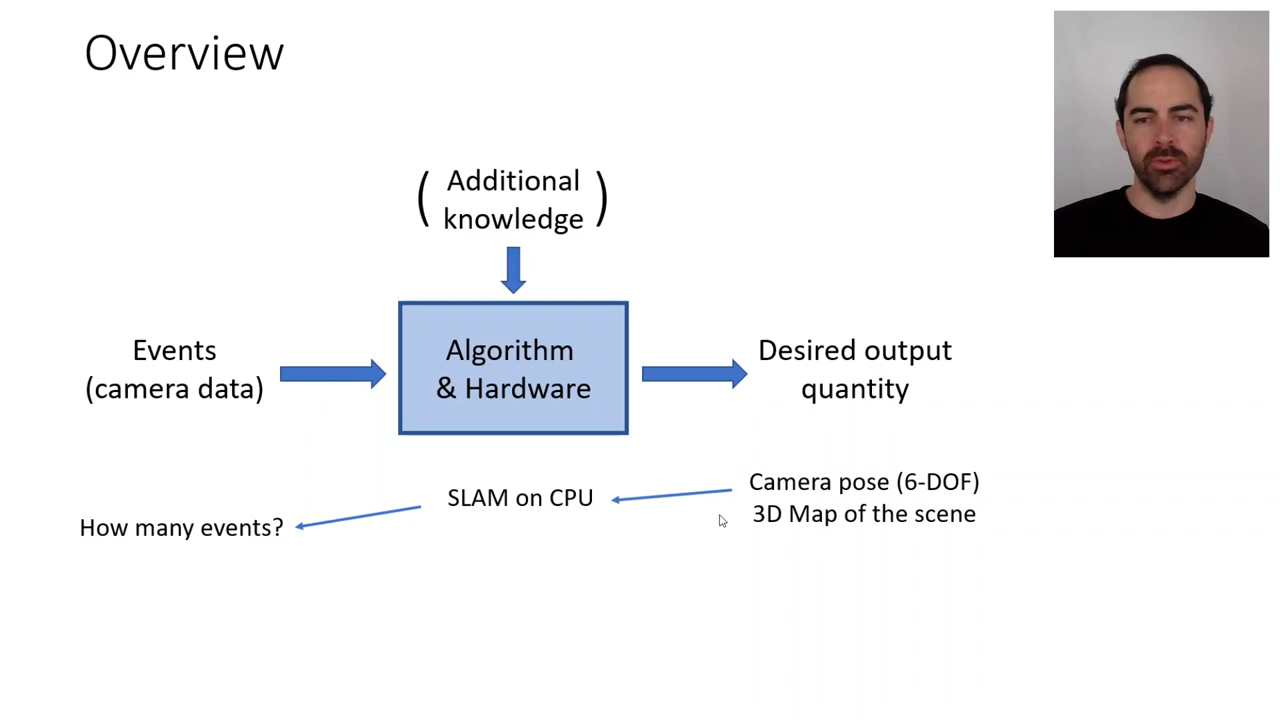 Overview
( Additional
knowledge )
Events
(camera data)
Algorithm
& Hardware
Desired output
quantity
Camera pose (6-DOF)
3D Map of the scene
SLAM on CPU
How many events?